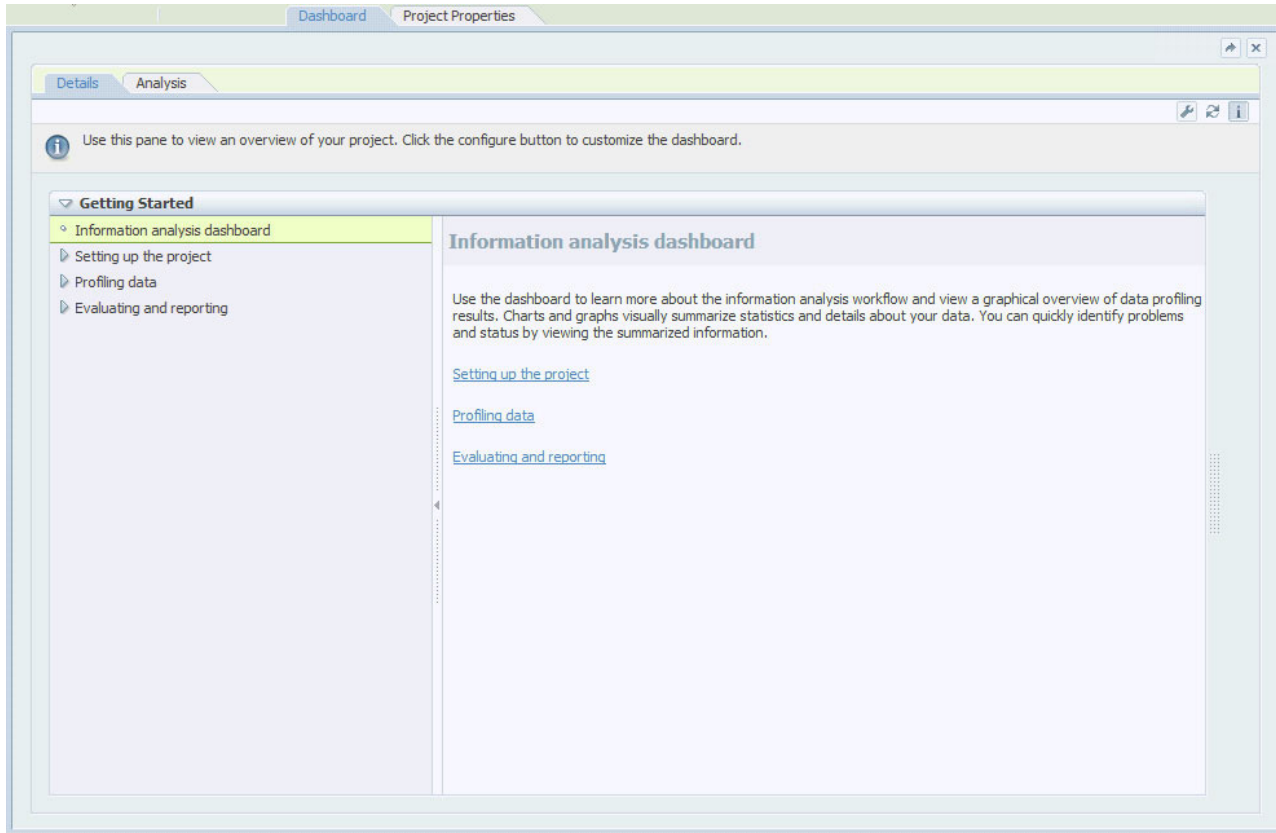 Dashboard Project Properties
Details Analysis
Use this pane to view an overview of your project. Click the configure button to customize the dashboard.
Getting Started
Information analysis dashboard
Setting up the project
Profiling data
Evaluating and reporting
Information analysis dashboard
Use the dashboard to learn more about the information analysis workflow and view a graphical overview of data profiling
results. Charts and graphs visually summarize statistics and details about your data. You can quickly identify problems
and status by viewing the summarized information.
Setting up the project
Profiling data
Evaluating and reporting